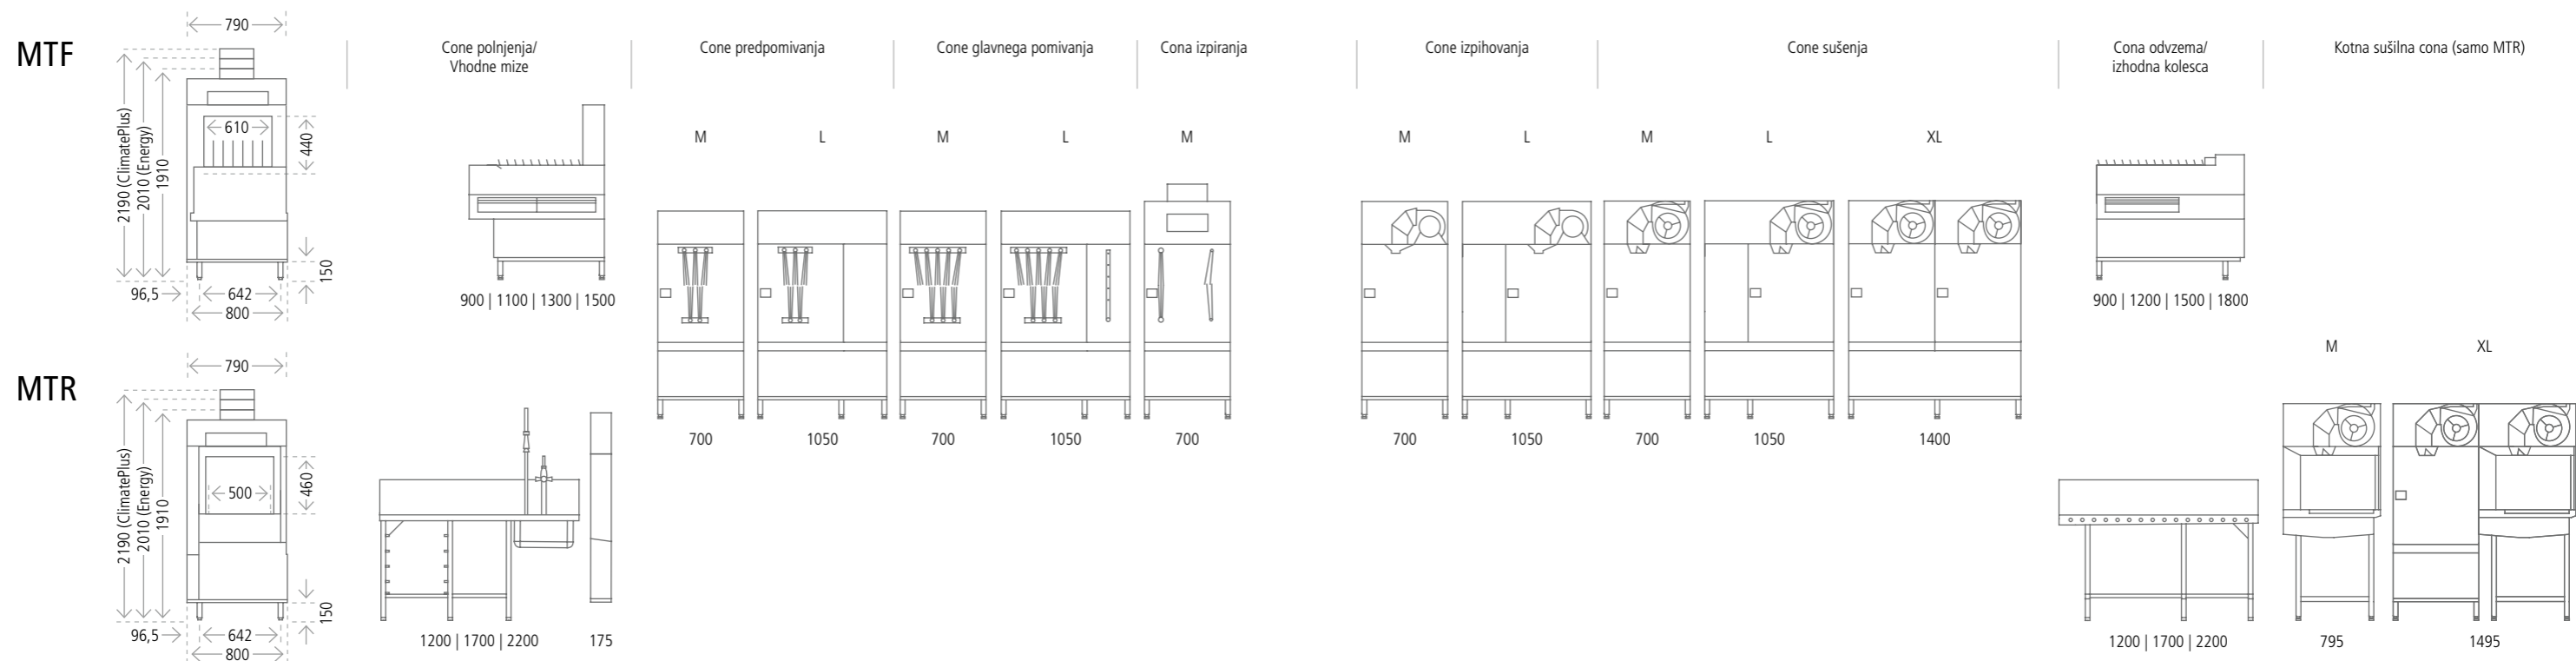 MTF
790
2190 (ClimatePlus)
2010 (Energy)
1910
610
440
150
96,5
642
800
Cone polnjenja/
Vhodne mize
900 | 1100 | 1300 | 1500
Cone predpomivanja
M
L
700
1050
Cone glavnega pomivanja
M
L
700
1050
Cona izpiranja
M
700
Cone izpihovanja
M
L
700
1050
Cone sušenja
M
L
XL
700
1050
1400
Cona odvzema/
izhodna kolesca
900 | 1200 | 1500 | 1800
Kotna sušilna cona (samo MTR)
M
XL
795
1495
MTR
790
2190 (ClimatePlus)
2010 (Energy)
1910
500
460
150
96,5
642
800
1200 | 1700 | 2200
175
1200 | 1700 | 2200